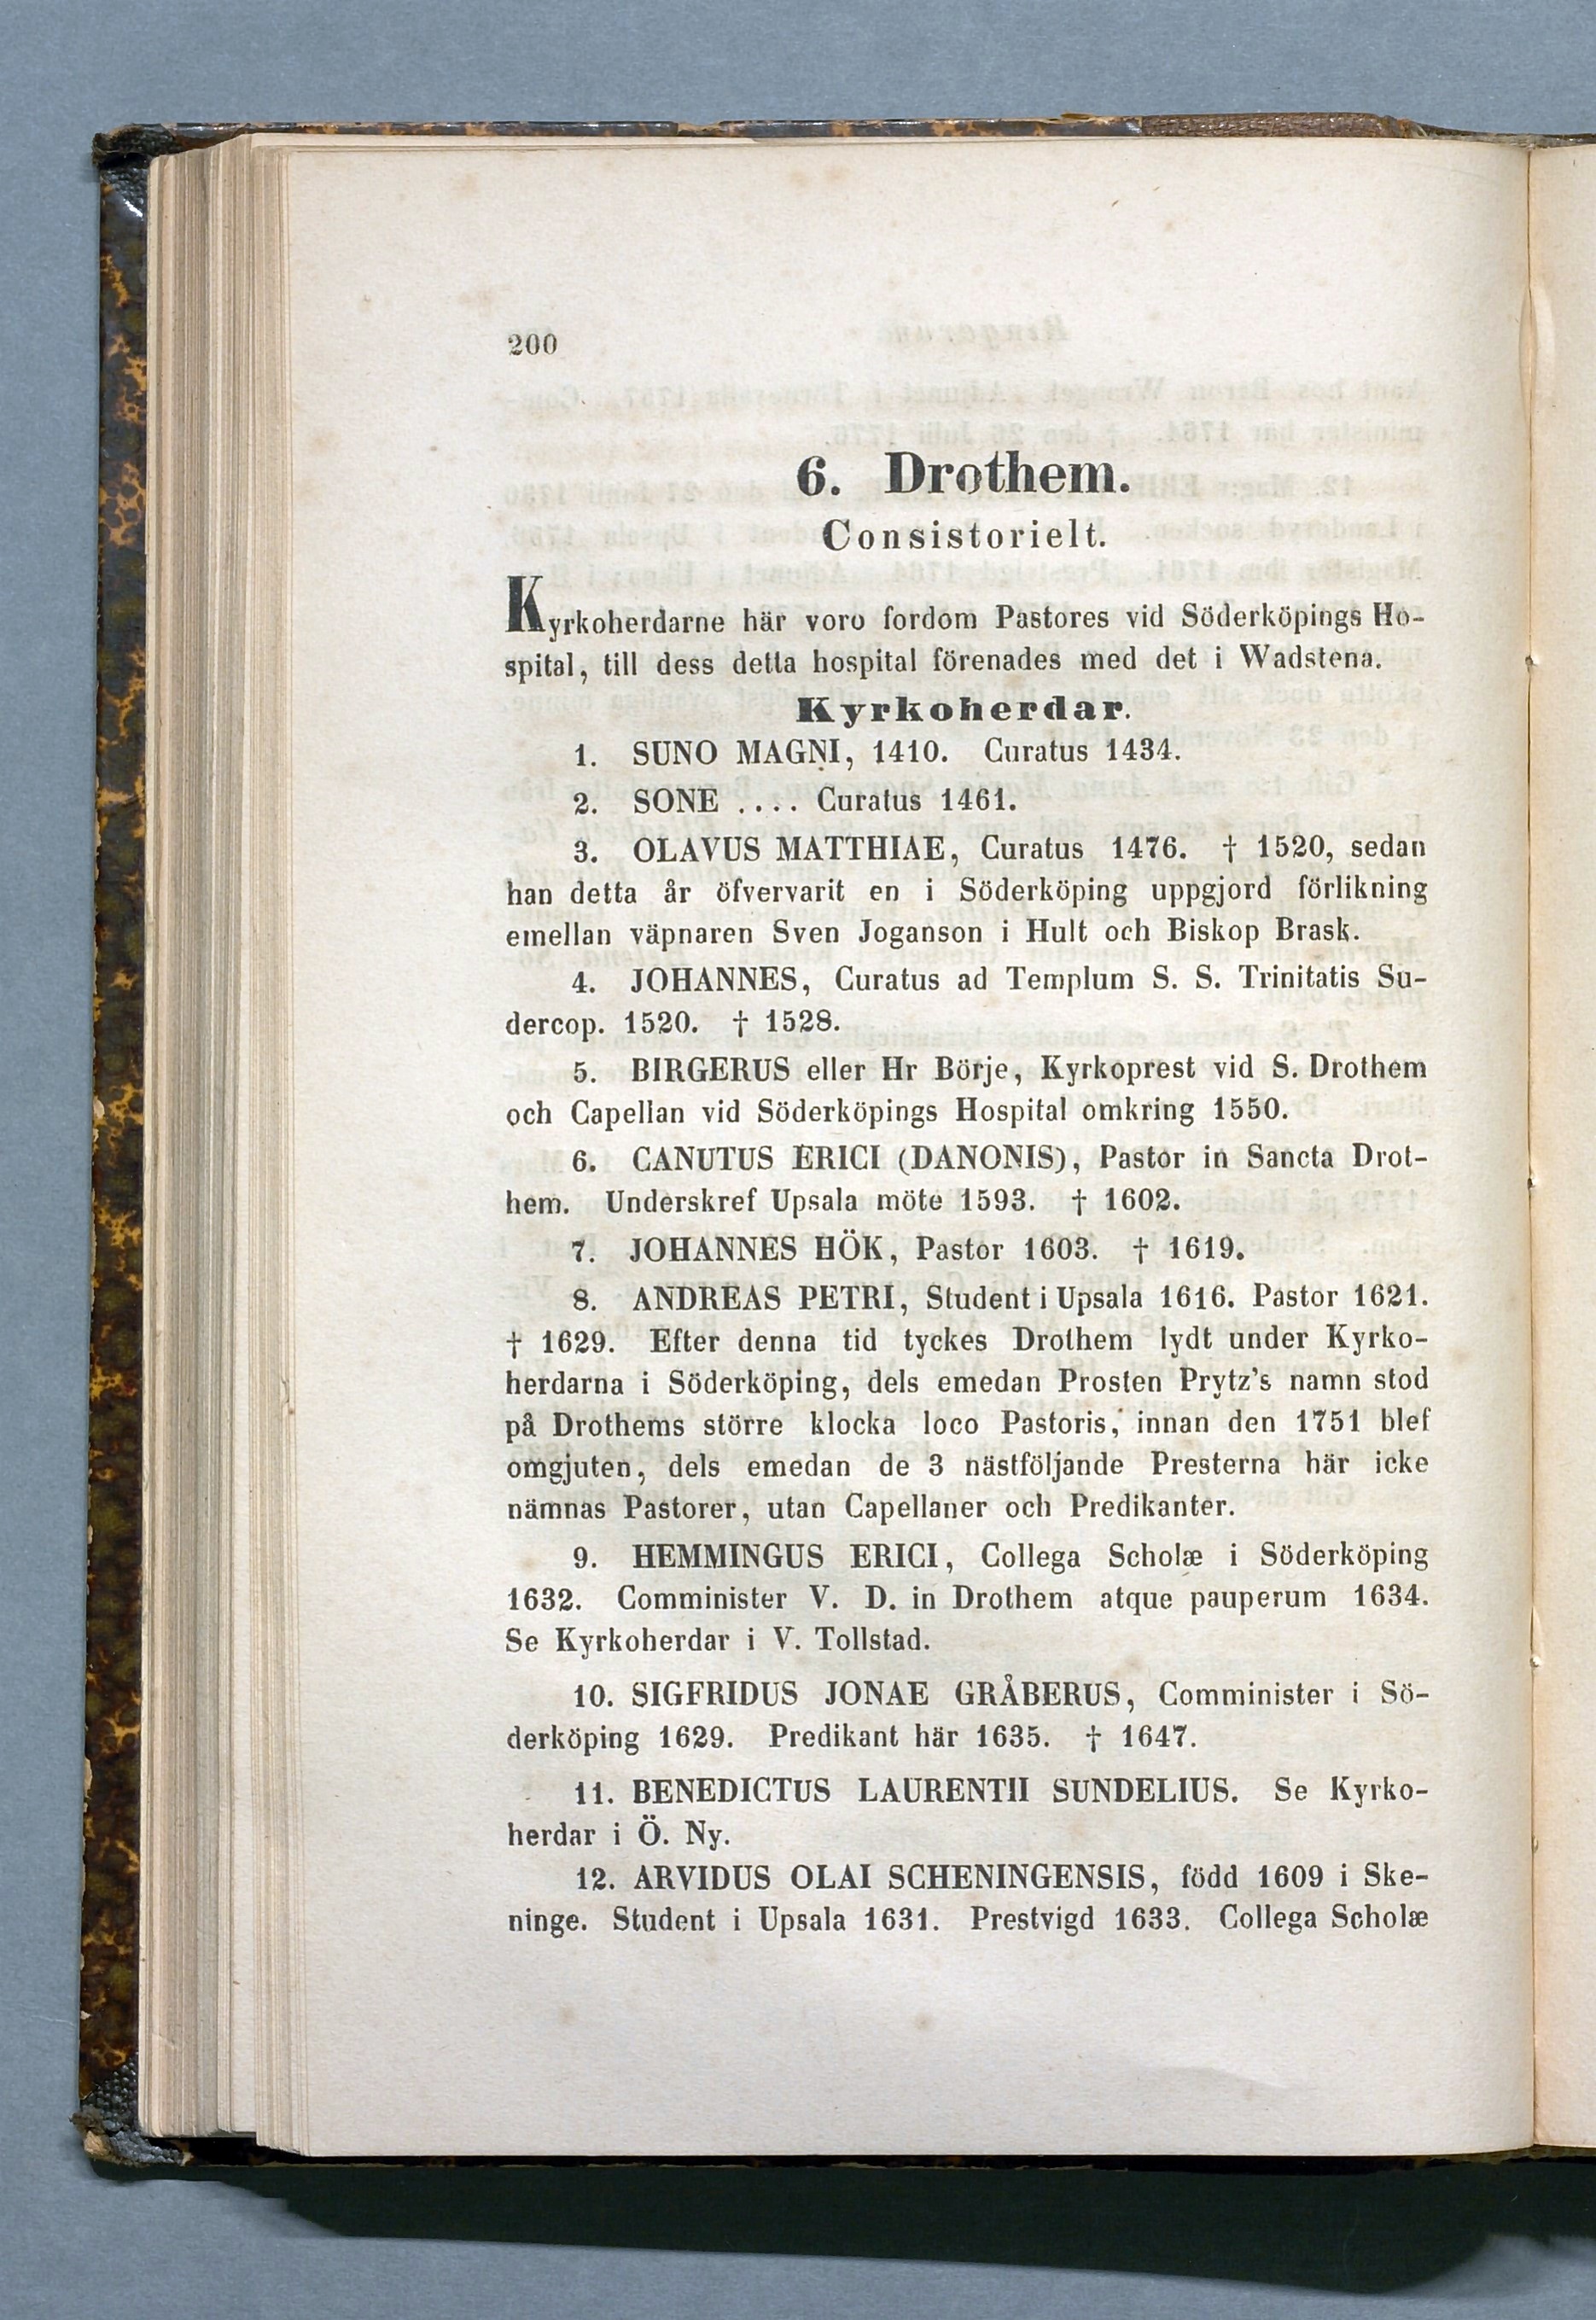 200
6. Drothem.
Consistorielt.
Kyrkoherdarne här voro fordom Pastores vid Söderköpings Ho-
spital, till dess detta hospital förenades med det i Wadstena.
Kyrkoherdar.
1. SUNO MAGNI, 1410. Curatus 1434.
2. SONE .... Curatus 1461.
3. OLAVUS MATTHIAE, Curatus 1476. † 1520, sedan
han detta år öfvervarit en i Söderköping uppgjord förlikning
emellan väpnaren Sven Joganson i Hult och Biskop Brask.
4. JOHANNES, Curatus ad Templum S. S. Trinitatis Su-
dercop. 1520. † 1528.
5. BIRGERUS eller Hr Börje, Kyrkoprest vid S. Drothem
och Capellan vid Söderköpings Hospital omkring 1550.
6. CANUTUS ERICI (DANONIS), Pastor in Sancta Drot-
hem. Underskref Upsala möte 1593. † 1602.
7. JOHANNES HÖK, Pastor 1603. † 1619.
8. ANDREAS PETRI, Student i Upsala 1616. Pastor 1621.
† 1629. Efter denna tid tyckes Drothem lydt under Kyrko-
herdarna i Söderköping, dels emedan Prosten Prytz's namn stod
på Drothems större klocka loco Pastoris, innan den 1751 blef
omgjuten, dels emedan de 3 nästföljande Presterna här icke
nämnas Pastorer, utan Capellaner och Predikanter.
9. HEMMINGUS ERICI, Collega Scholæ i Söderköping
1632. Comminister V. D. in Drothem atque pauperum 1634.
Se Kyrkoherdar i V. Tollstad.
10. SIGFRIDUS JONAE GRÅBERUS, Comminister i Sö-
derköping 1629. Predikant här 1635. † 1647.
11. BENEDICTUS LAURENTII SUNDELIUS. Se Kyrko-
herdar i Ö. Ny.
12. ARVIDUS OLAI SCHENINGENSIS, född 1609 i Ske-
ninge. Student i Upsala 1631. Prestvigd 1633. Collega Scholæ